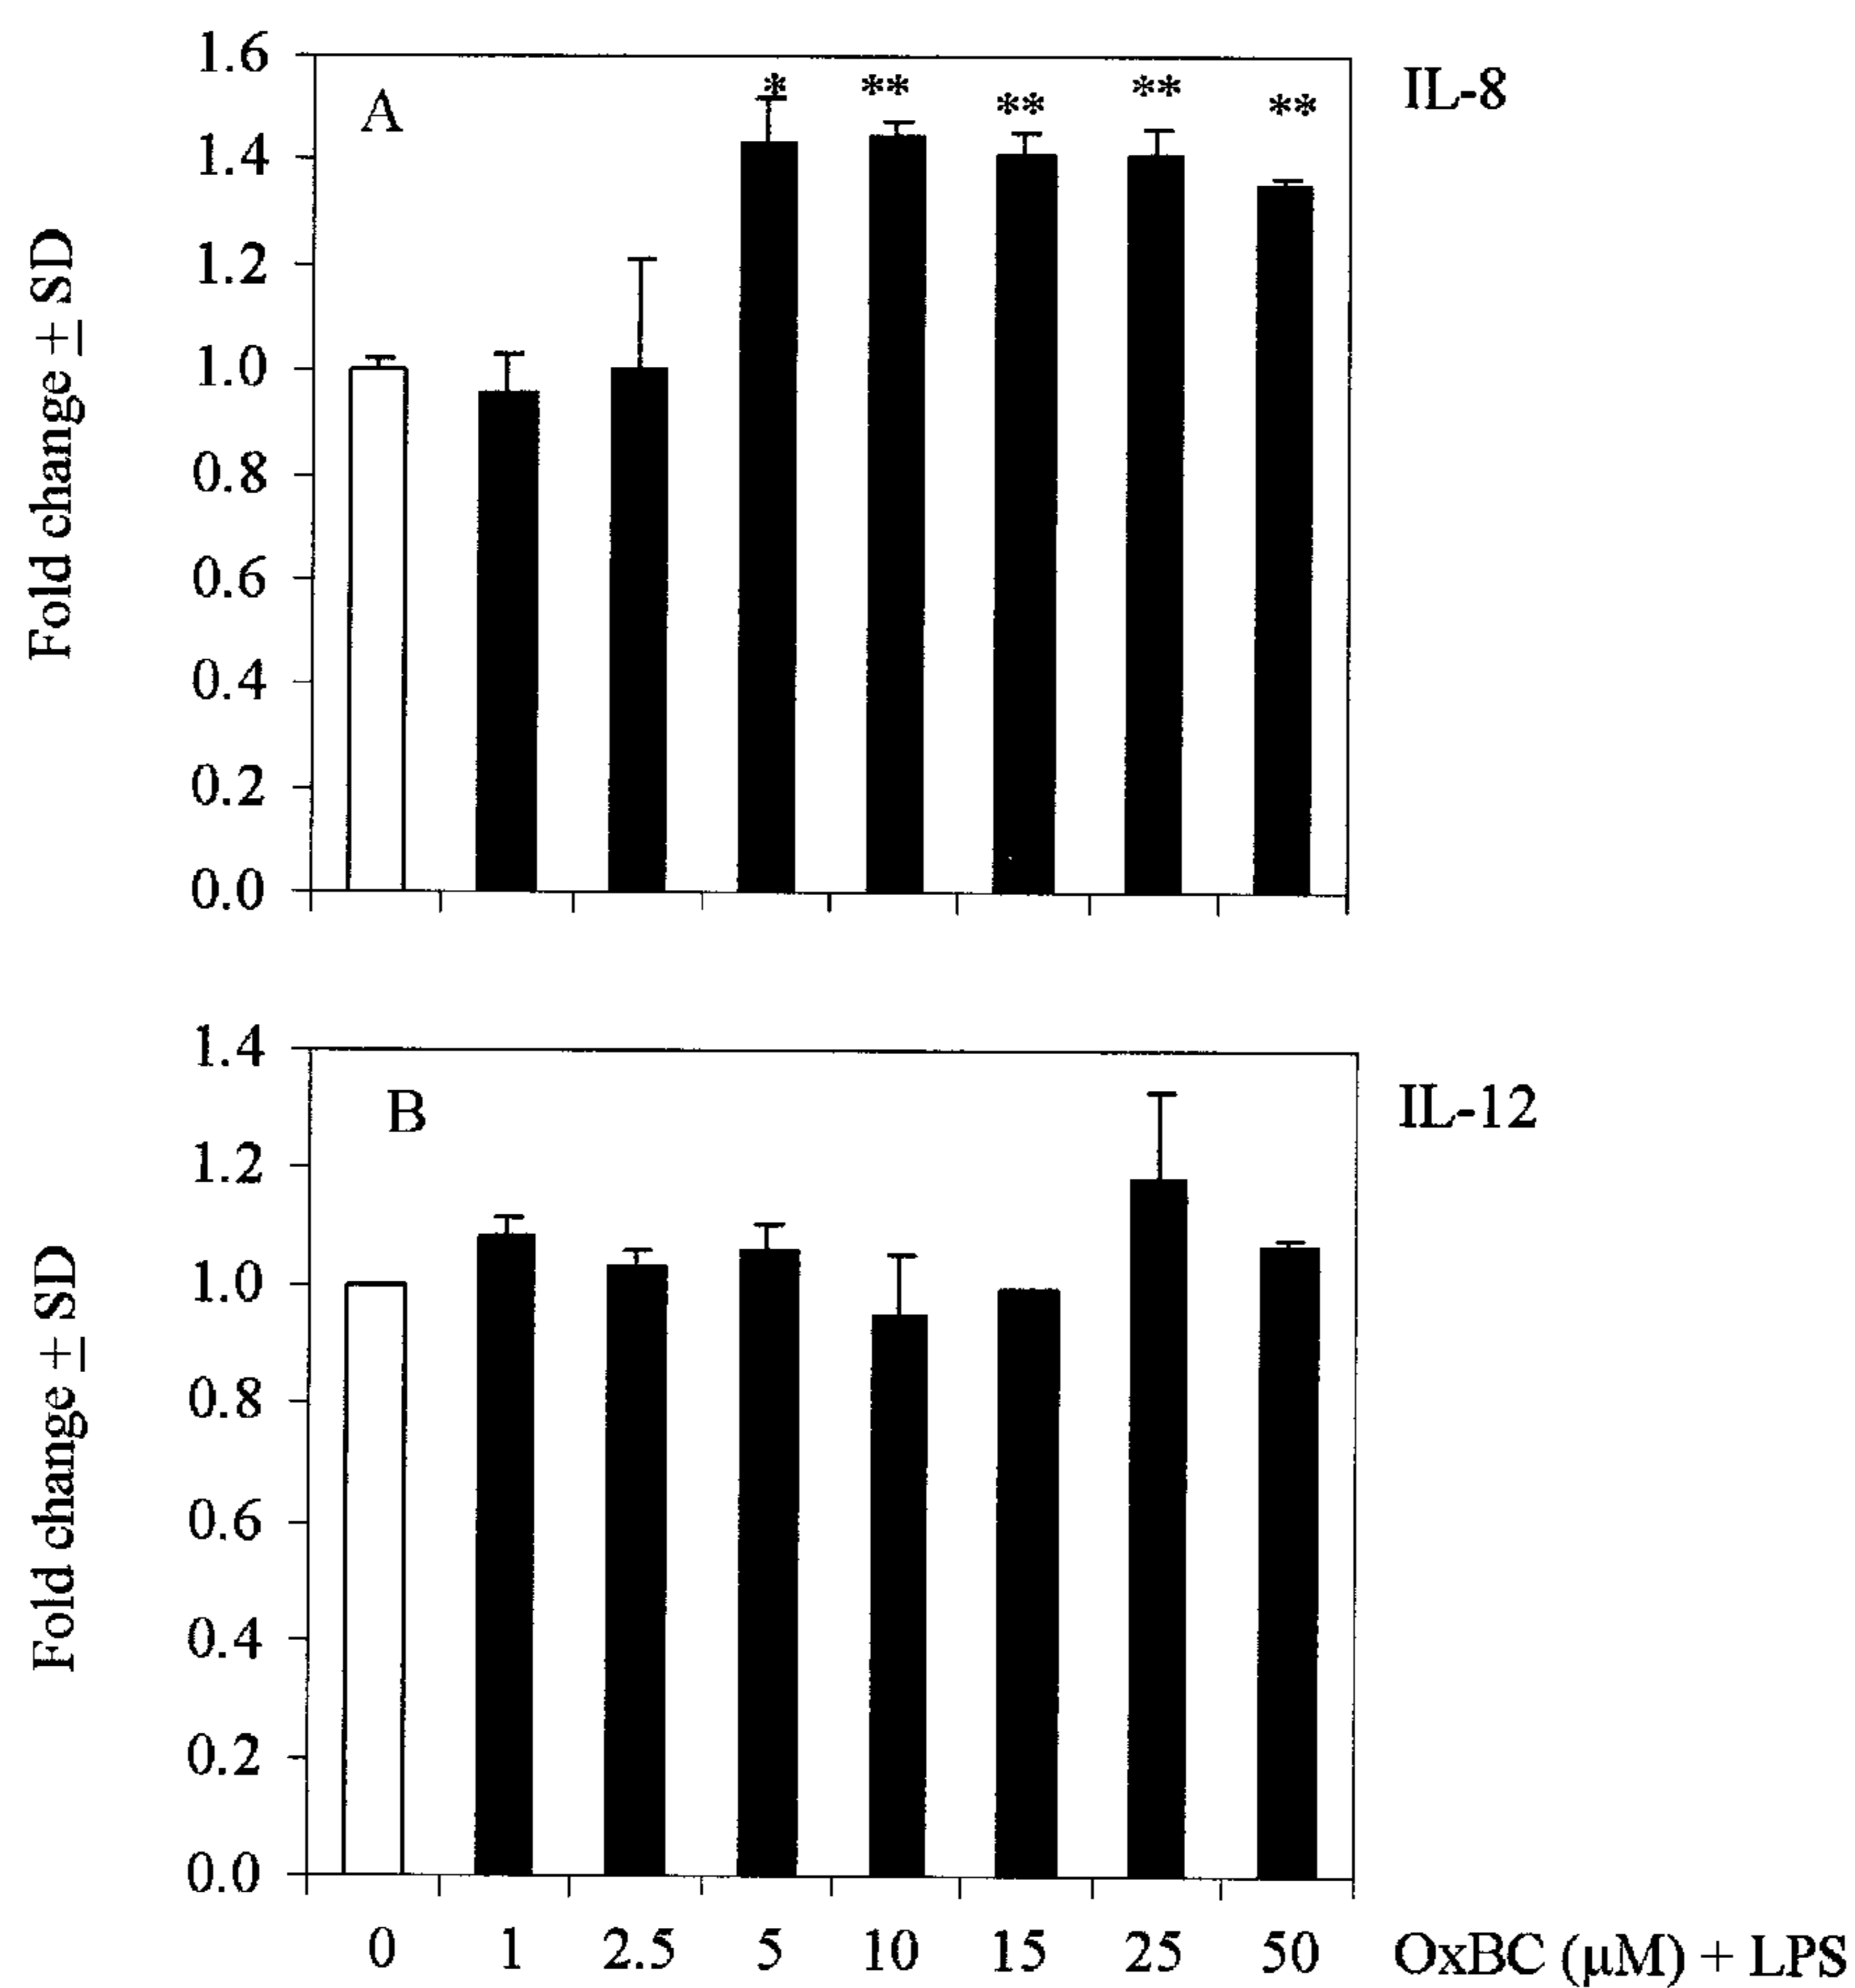 1.6
A
IL-8
* ** ** ** **
1.4
1.2
1.0
0.8
0.6
0.4
0.2
0.0
Fold change ± SD
1.4
B
IL-12
1.2
1.0
0.8
0.6
0.4
0.2
0.0
Fold change ± SD
0 1 2.5 5 10 15 25 50 OxBC (μM) + LPS